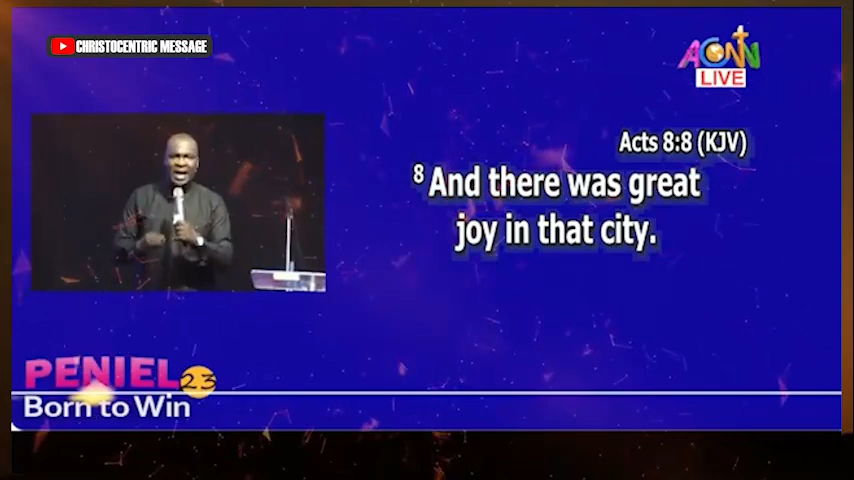 CHRISTOCENTRIC MESSAGE
ACNN
LIVE
Acts 8:8 (KJV)
8 And there was great
joy in that city.
PENIEL 23
Born to Win